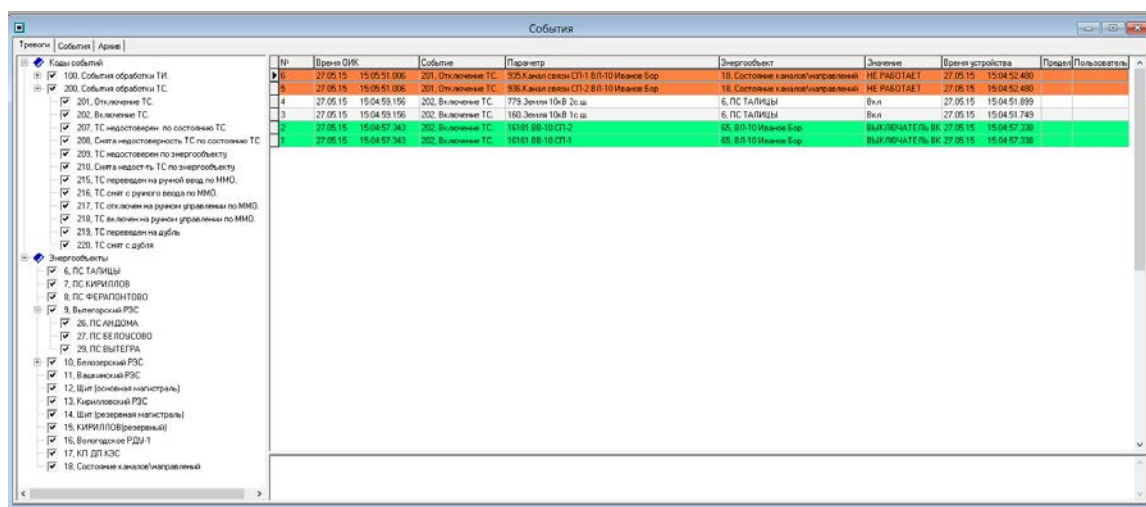 События
Тревоги События Архив
Коды событий
100, События обработки ТИ.
200, События обработки ТС.
201, Отключение ТС.
202, Включение ТС.
207, ТС недостоверен по состоянию ТС
208, Снята недостоверность ТС по состоянию ТС
209, ТС недостоверен по энергообъекту
210, Снята недост-ть ТС по энергообъекту
215, ТС переведен на ручной ввод по ММО.
216, ТС снят с ручного ввода по ММО.
217, ТС отключен на ручном управлении по ММО.
218, ТС включен на ручном управлении по ММО.
219, ТС переведен на дубль
220, ТС снят с дубля
Энергообъекты
6, ПС ТАЛИЦЫ
7, ПС КИРИЛЛОВ
8, ПС ФЕРАПОНТОВО
9, Вытегорский РЭС
26, ПС АНДОМА
27, ПС БЕЛОУСОВО
29, ПС ВЫТЕГРА
10, Белозерский РЭС
11, Вашкинский РЭС
12, Щит (основная магистраль)
13, Кирилловский РЭС
14, Щит (резервная магистраль)
15, КИРИЛЛОВ(резервный)
16, Вологодское РДУ-1
17, КП ДП КЭС
18, Состояние каналов\направлений
№ Время ОИК Событие Параметр Энергообъект Значение Время устройства Предел Пользователь
6 27.05.15 15:05:51.006 201, Отключение ТС. 935.Канал связи СП-1 ВЛ-10 Иванов Бор 18, Состояние каналов\направлений НЕ РАБОТАЕТ 27.05.15 15:04:52.480
5 27.05.15 15:05:51.006 201, Отключение ТС. 936.Канал связи СП-2 ВЛ-10 Иванов Бор 18, Состояние каналов\направлений НЕ РАБОТАЕТ 27.05.15 15:04:52.480
4 27.05.15 15:04:59.156 202, Включение ТС. 779.Земля 10кВ 2с.ш. 6, ПС ТАЛИЦЫ Вкл 27.05.15 15:04:51.899
3 27.05.15 15:04:59.156 202, Включение ТС. 160.Земля 10кВ 1с.ш. 6, ПС ТАЛИЦЫ Вкл 27.05.15 15:04:51.749
2 27.05.15 15:04:57.343 202, Включение ТС. 16181.ВВ-10 СП-2 65, ВЛ-10 Иванов Бор ВЫКЛЮЧАТЕЛЬ ВК 27.05.15 15:04:57.338
1 27.05.15 15:04:57.343 202, Включение ТС. 16161.ВВ-10 СП-1 65, ВЛ-10 Иванов Бор ВЫКЛЮЧАТЕЛЬ ВК 27.05.15 15:04:57.338